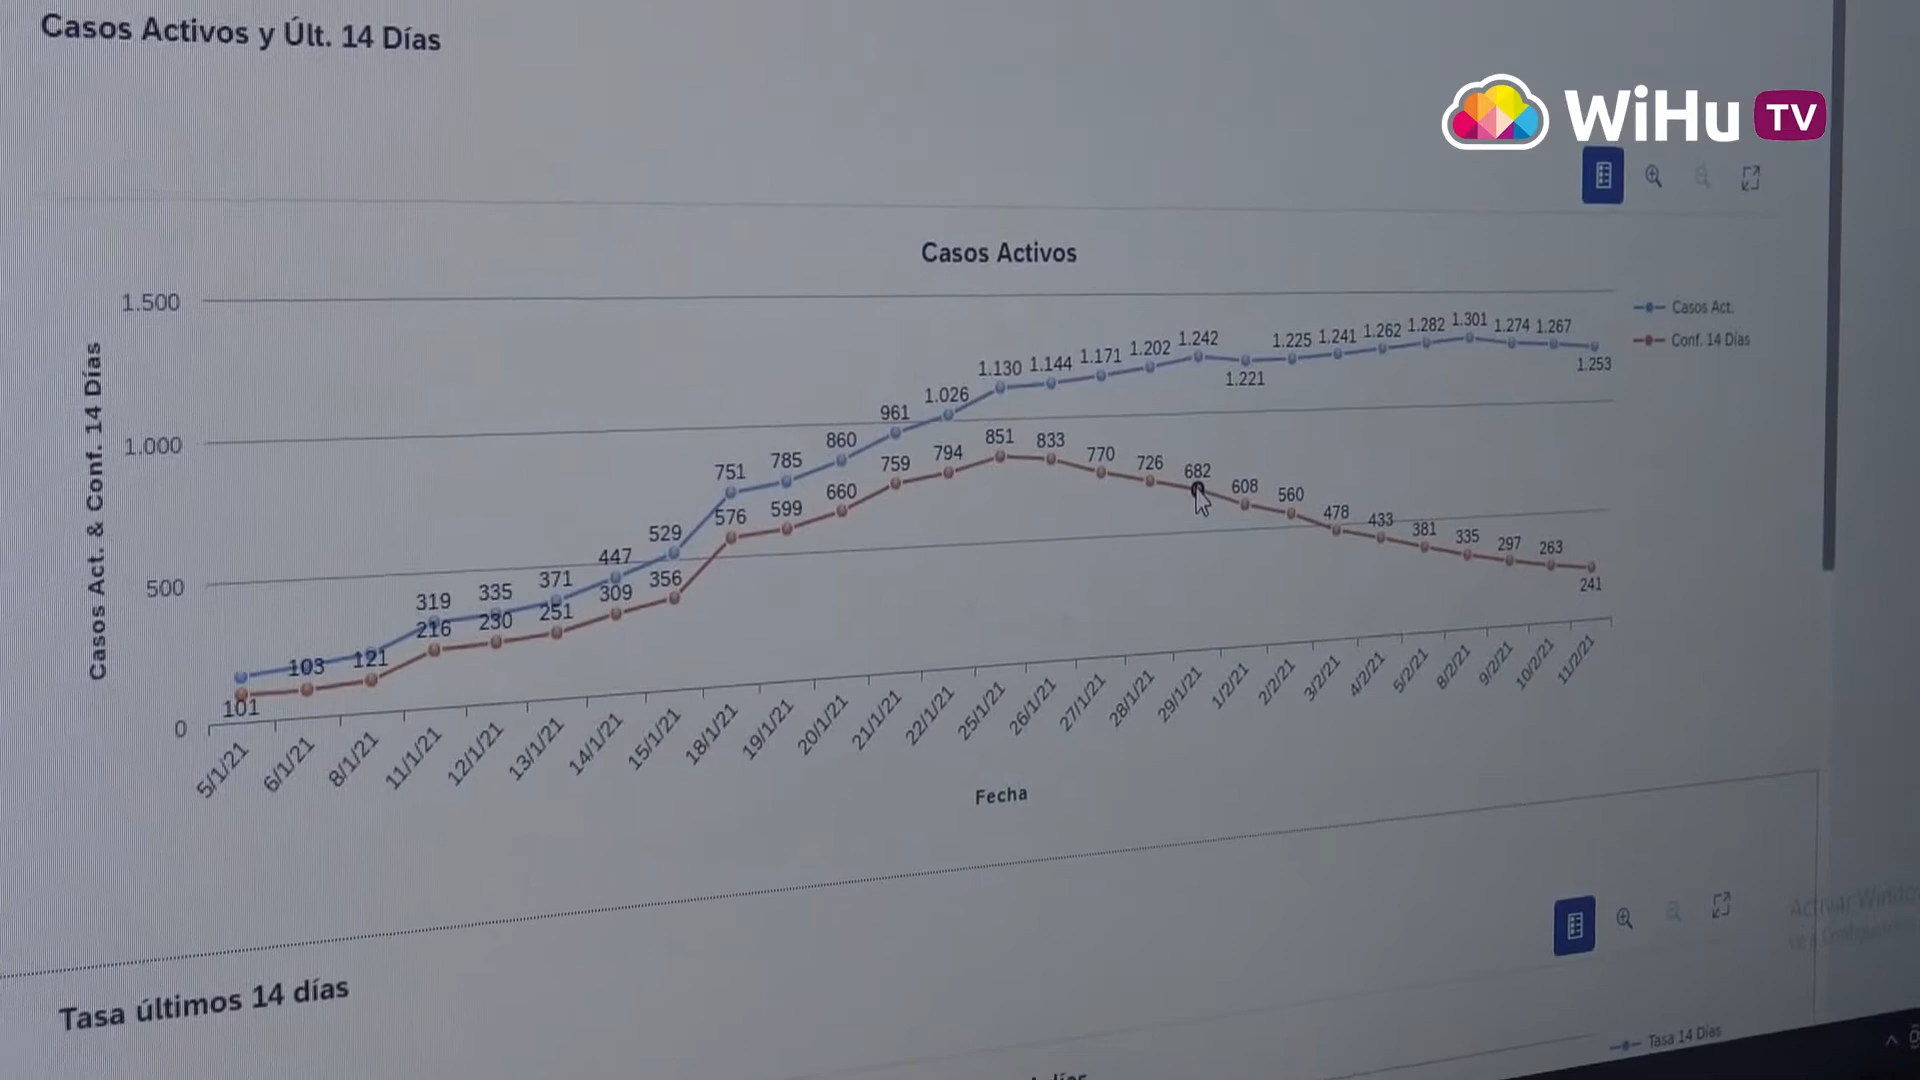 Casos Activos y Últ. 14 Días
WiHu TV
Casos Activos
Casos Act. & Conf. 14 Días
1.500
1.000
500
0
Casos Act.
Conf. 14 Días
319 335 371 447 529 751 785 860 961 1.026 1.130 1.144 1.171 1.202 1.242 1.221 1.225 1.241 1.262 1.282 1.301 1.274 1.267 1.253
101 103 121 216 230 251 309 356 576 599 660 759 794 851 833 770 726 682 608 560 478 433 381 335 297 263 241
5/1/21 6/1/21 8/1/21 11/1/21 12/1/21 13/1/21 14/1/21 15/1/21 18/1/21 19/1/21 20/1/21 21/1/21 22/1/21 25/1/21 26/1/21 27/1/21 28/1/21 29/1/21 1/2/21 2/2/21 3/2/21 4/2/21 5/2/21 8/2/21 9/2/21 10/2/21 11/2/21
Fecha
Activar
Tasa últimos 14 días
Tasa 14 Días